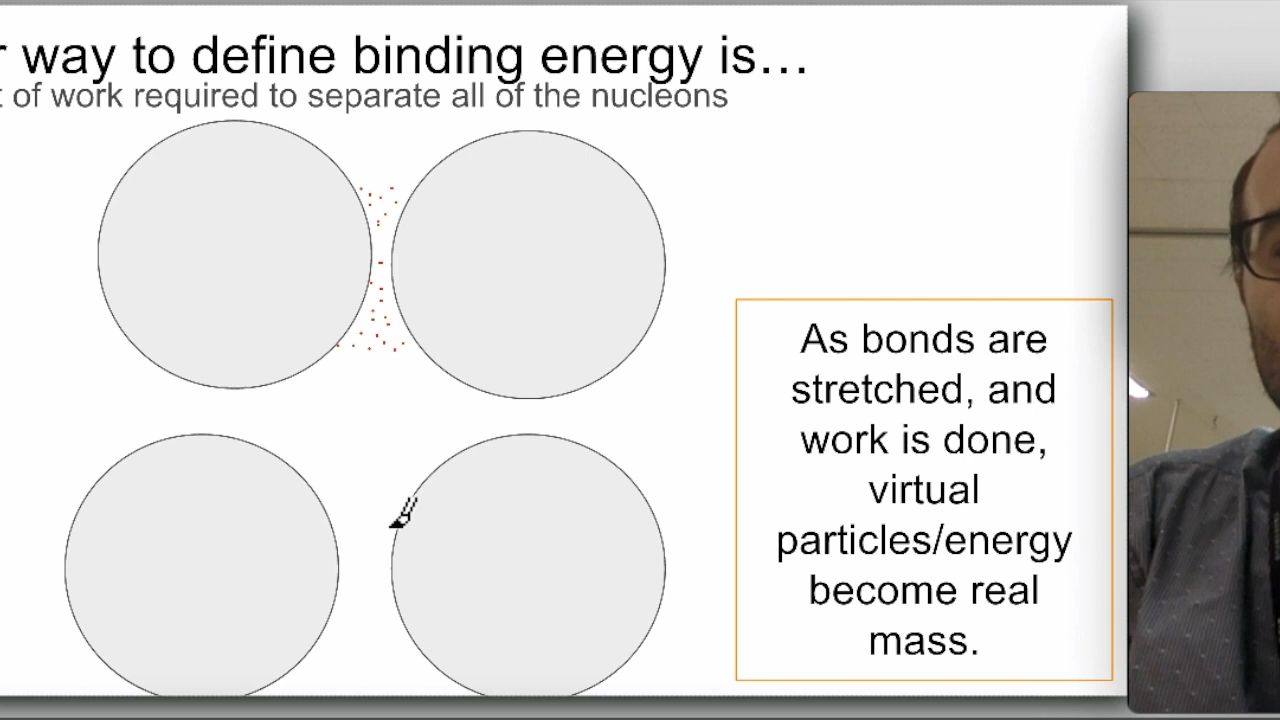 r way to define binding energy is…
t of work required to separate all of the nucleons
As bonds are
stretched, and
work is done,
virtual
particles/energy
become real
mass.